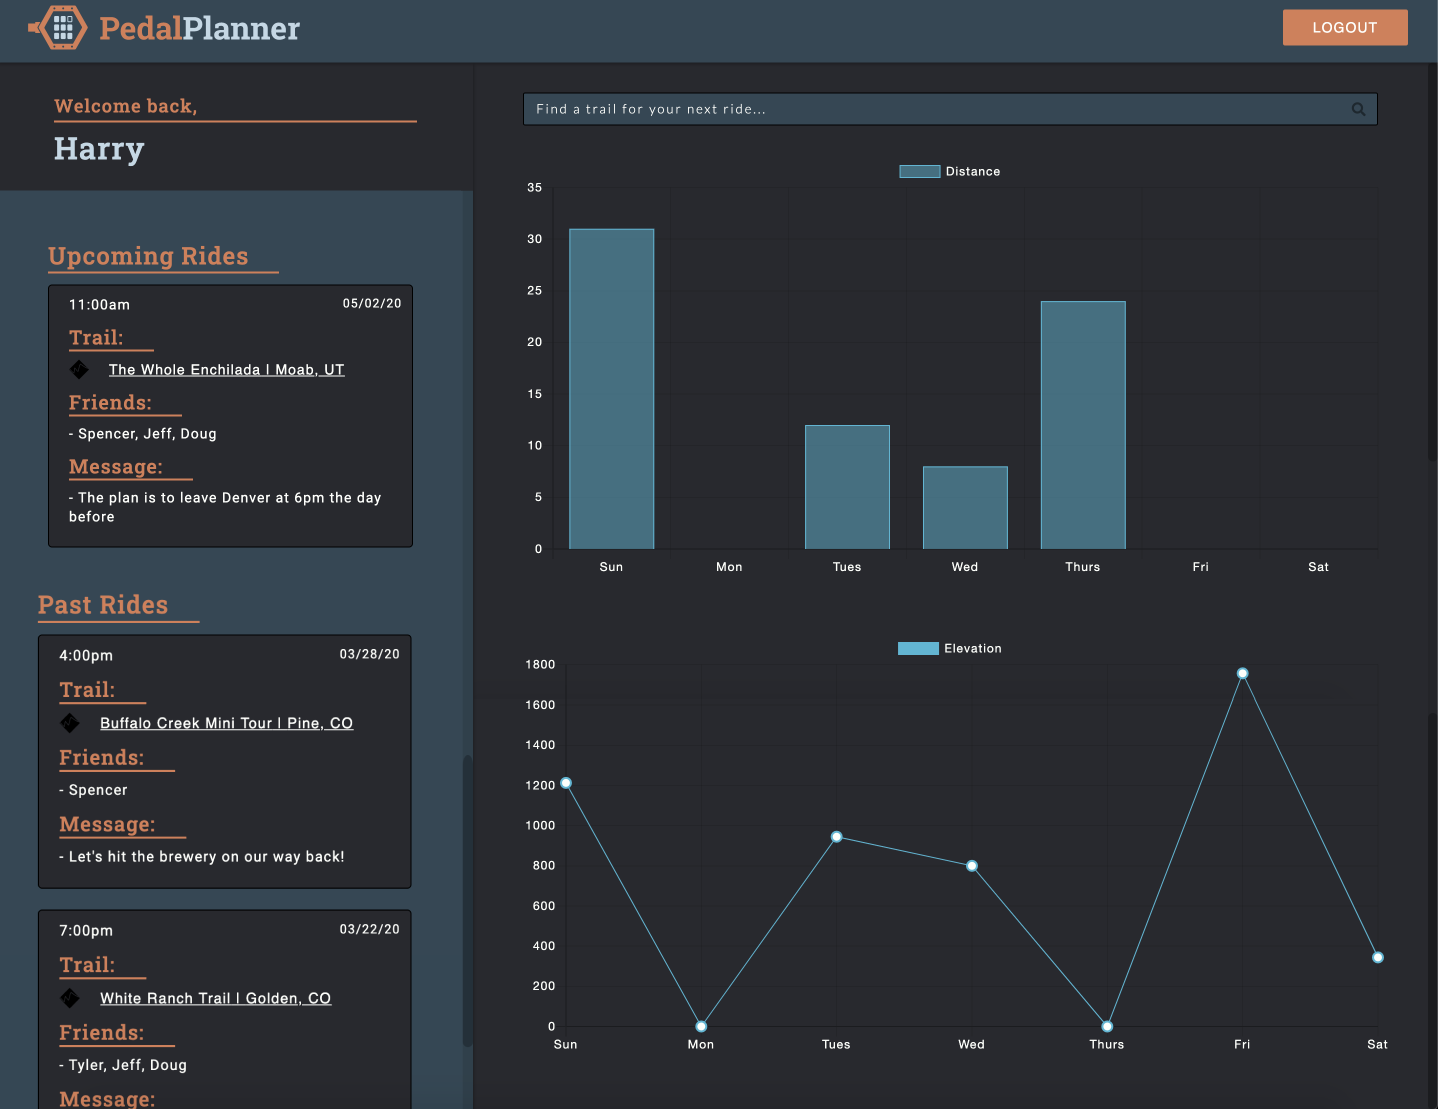 PedalPlanner
LOGOUT
Welcome back,
Harry
Upcoming Rides
11:00am 05/02/20
Trail:
The Whole Enchilada | Moab, UT
Friends:
- Spencer, Jeff, Doug
Message:
- The plan is to leave Denver at 6pm the day
before
Past Rides
4:00pm 03/28/20
Trail:
Buffalo Creek Mini Tour | Pine, CO
Friends:
- Spencer
Message:
- Let's hit the brewery on our way back!
7:00pm 03/22/20
Trail:
White Ranch Trail | Golden, CO
Friends:
- Tyler, Jeff, Doug
Message:
Find a trail for your next ride...
Distance
35
30
25
20
15
10
5
0
Sun Mon Tues Wed Thurs Fri Sat
Elevation
1800
1600
1400
1200
1000
800
600
400
200
0
Sun Mon Tues Wed Thurs Fri Sat